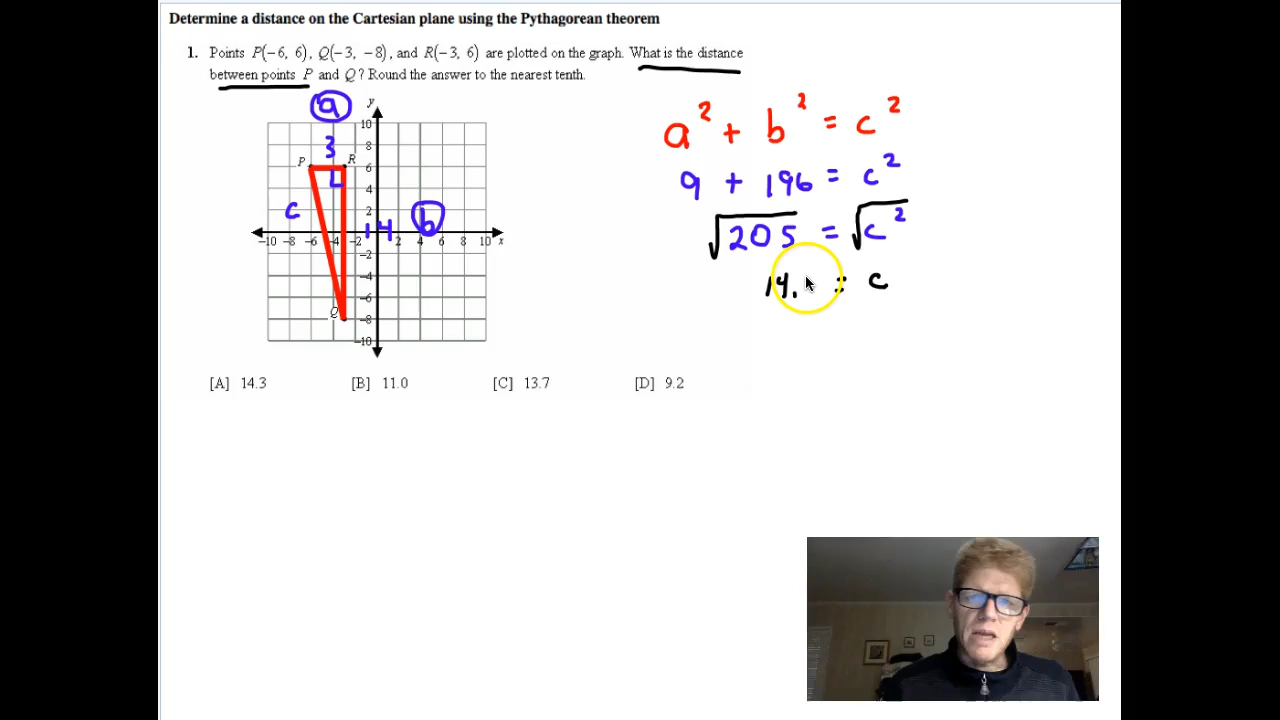 Determine a distance on the Cartesian plane using the Pythagorean theorem
1. Points P(−6, 6), Q(−3, −8), and R(−3, 6) are plotted on the graph. What is the distance
between points P and Q? Round the answer to the nearest tenth.
a
y
10
3
8
P R
6
4
c
2
14 b
−10 −8 −6 −4 −2 2 4 6 8 10 x
−2
−4
−6
Q −8
−10
a² + b² = c²
9 + 196 = c²
√205 = √c²
14. = c
[A] 14.3 [B] 11.0 [C] 13.7 [D] 9.2